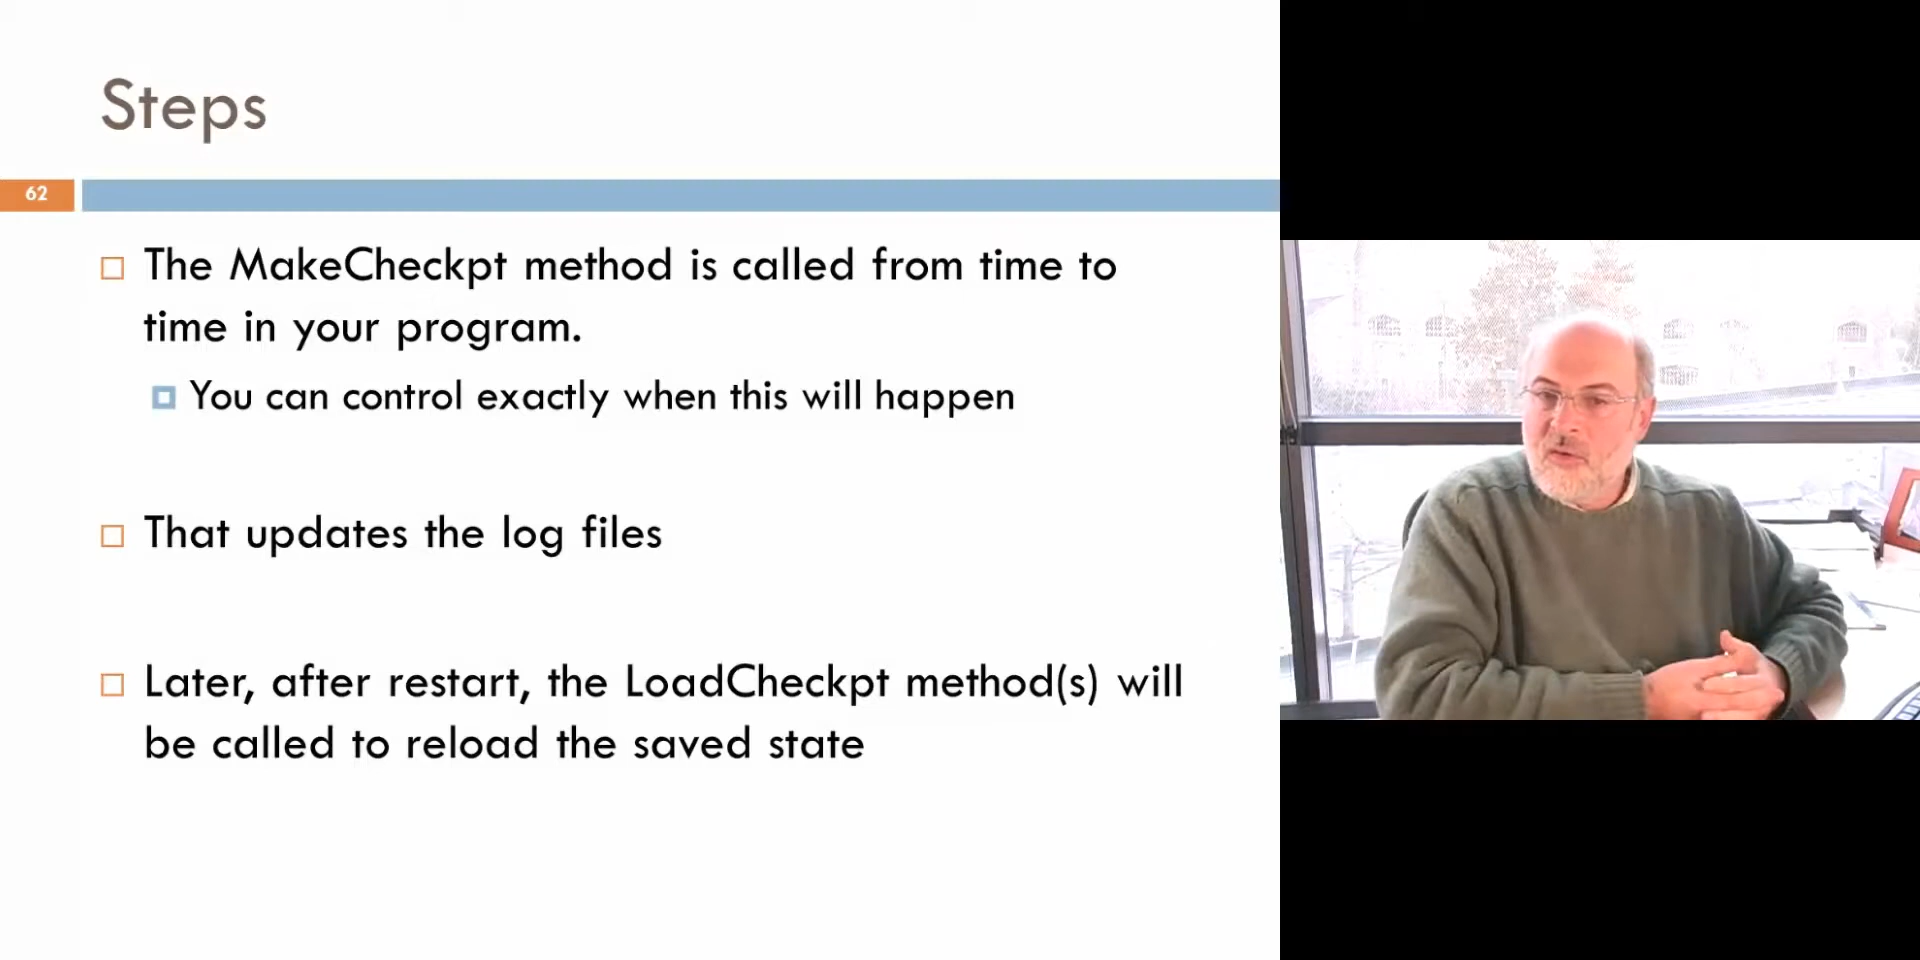 Steps
62
The MakeCheckpt method is called from time to
time in your program.
You can control exactly when this will happen
That updates the log files
Later, after restart, the LoadCheckpt method(s) will
be called to reload the saved state